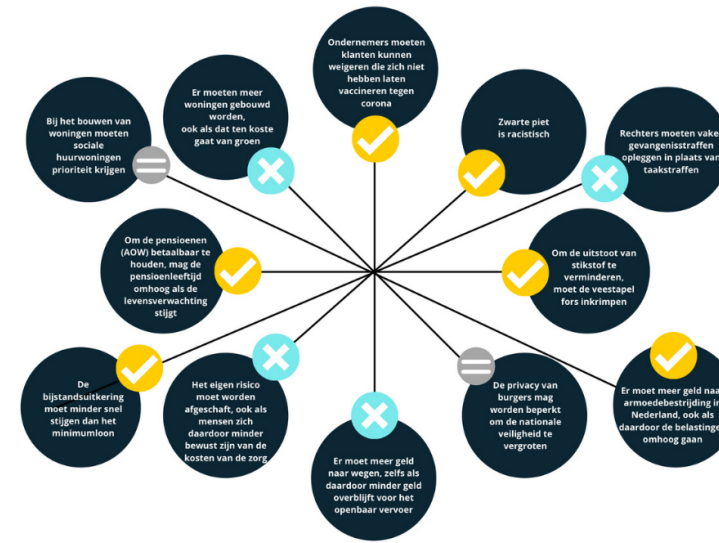 Ondernemers moeten
klanten kunnen
weigeren die zich niet
hebben laten
vaccineren tegen
corona
Er moeten meer
woningen gebouwd
worden,
ook als dat ten koste
gaat van groen
Zwarte piet
is racistisch
Bij het bouwen van
woningen moeten
sociale
huurwoningen
prioriteit krijgen
Rechters moeten vake
gevangenisstraffen
opleggen in plaats van
taakstraffen
Om de pensioenen
(AOW) betaalbaar te
houden, mag de
pensioenleeftijd
omhoog als de
levensverwachting
stijgt
Om de uitstoot van
stikstof te
verminderen,
moet de veestapel
fors inkrimpen
De
bijstandsuitkering
moet minder snel
stijgen dan het
minimumloon
Het eigen risico
moet worden
afgeschaft, ook als
mensen zich
daardoor minder
bewust zijn van de
kosten van de zorg
Er moet meer geld
naar wegen, zelfs als
daardoor minder geld
overblijft voor het
openbaar vervoer
De privacy van
burgers mag
worden beperkt
om de nationale
veiligheid te
vergroten
Er moet meer geld naa
armoedebestrijding in
Nederland, ook als
daardoor de belastinge
omhoog gaan